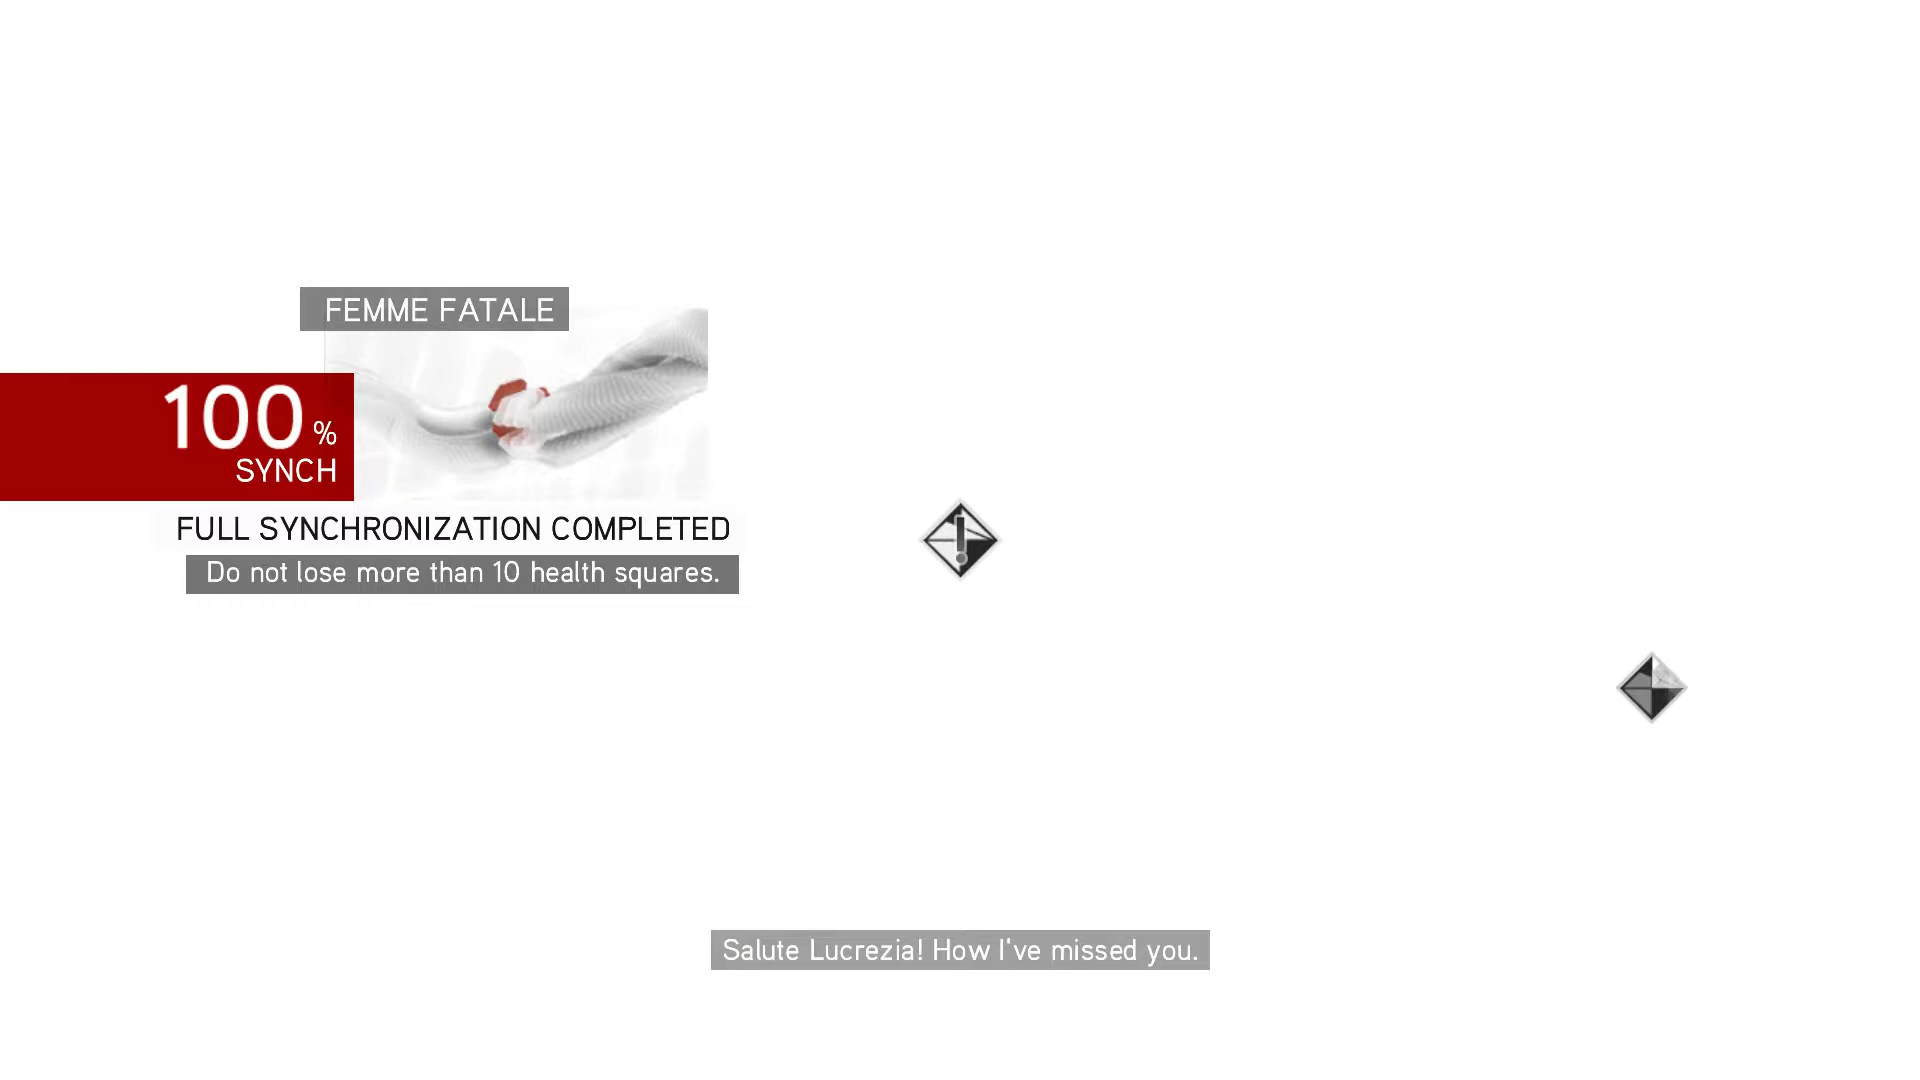 FEMME FATALE
100 %
SYNCH
FULL SYNCHRONIZATION COMPLETED
Do not lose more than 10 health squares.
Salute Lucrezia! How I've missed you.